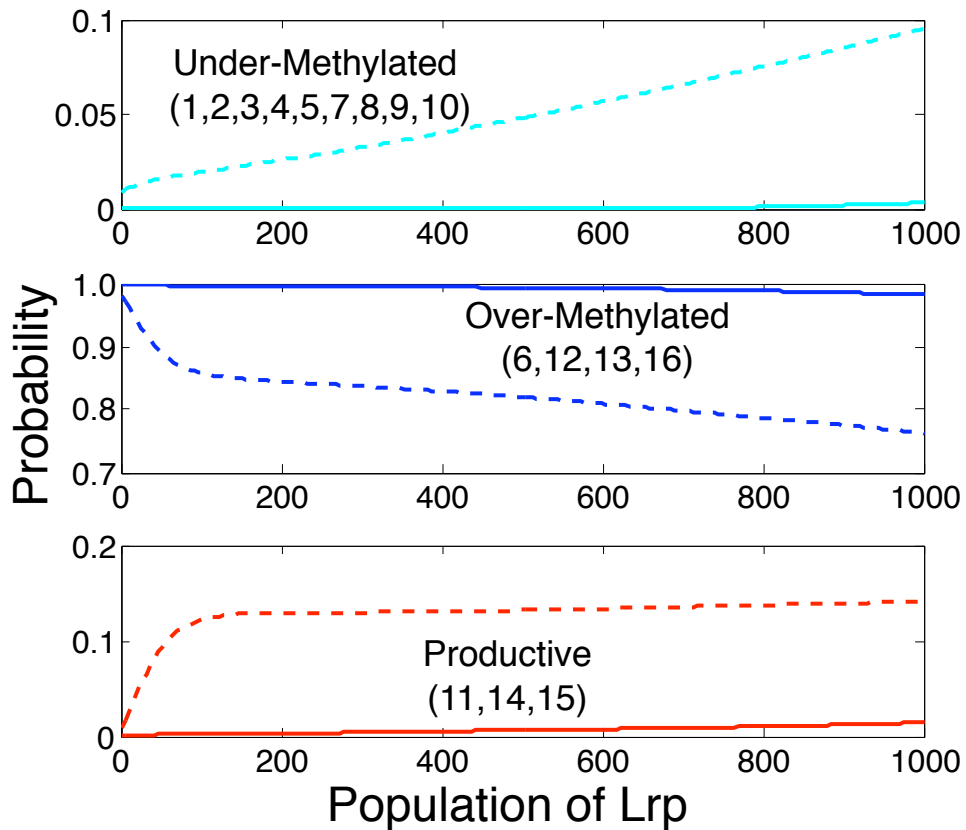 0.1
0.05
0
Under-Methylated
(1,2,3,4,5,7,8,9,10)
0 200 400 600 800 1000
Probability
1.0
0.9
0.8
0.7
Over-Methylated
(6,12,13,16)
0 200 400 600 800 1000
0.2
0.1
0
Productive
(11,14,15)
0 200 400 600 800 1000
Population of Lrp